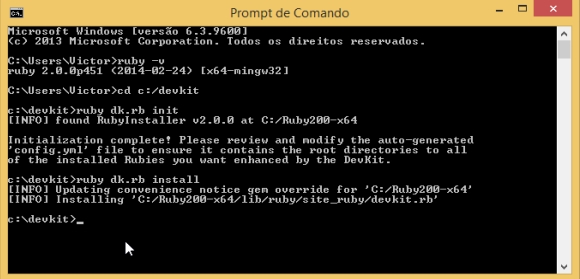 Prompt de Comando
Microsoft Windows [versão 6.3.9600]
(c) 2013 Microsoft Corporation. Todos os direitos reservados.
C:\Users\Victor>ruby -v
ruby 2.0.0p451 (2014-02-24) [x64-mingw32]
C:\Users\Victor>cd c:/devkit
c:\devkit>ruby dk.rb init
[INFO] found RubyInstaller v2.0.0 at C:/Ruby200-x64
Initialization complete! Please review and modify the auto-generated
'config.yml' file to ensure it contains the root directories to all
of the installed Rubies you want enhanced by the DevKit.
c:\devkit>ruby dk.rb install
[INFO] Updating convenience notice gem override for 'C:/Ruby200-x64'
[INFO] Installing 'C:/Ruby200-x64/lib/ruby/site_ruby/devkit.rb'
c:\devkit>_